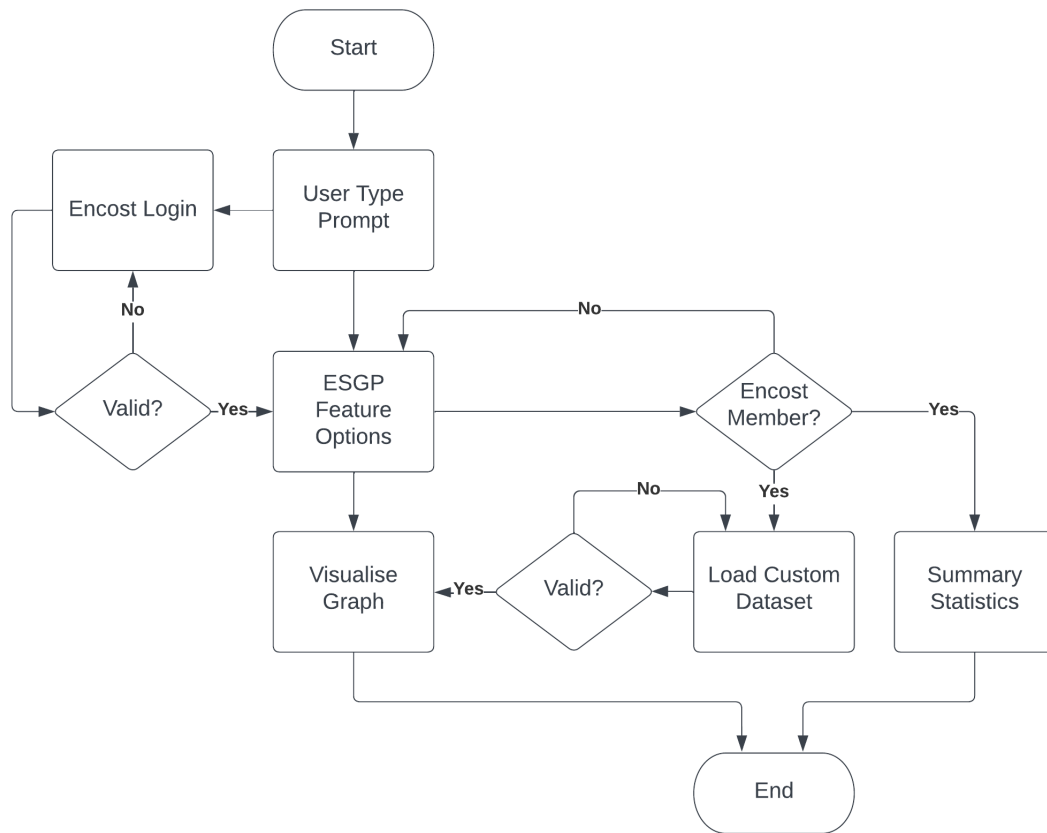 Start
Encost Login
User Type
Prompt
No
No
Valid?
Yes
ESGP
Feature
Options
Encost
Member?
Yes
Yes
No
Visualise
Graph
Yes
Valid?
Load Custom
Dataset
Summary
Statistics
End